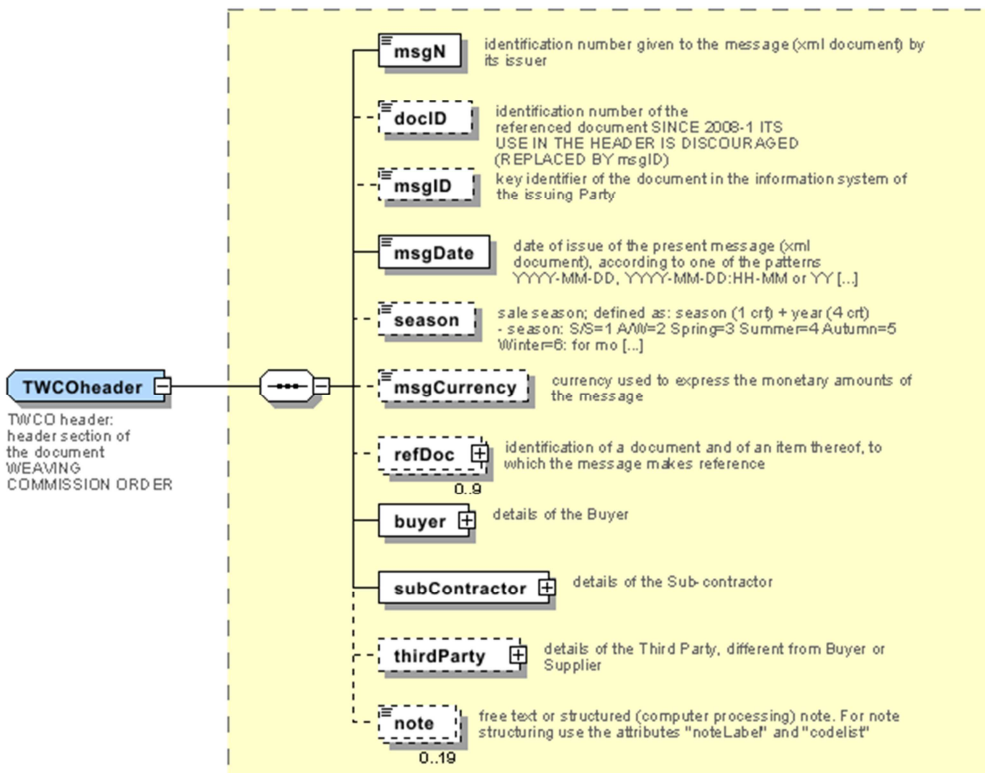 msgN
identification number given to the message (xml document) by
its issuer
docID
identification number of the
referenced document SINCE 2008-1 ITS
USE IN THE HEADER IS DISCOURAGED
(REPLACED BY msgID)
msgID
key identifier of the document in the information system of
the issuing Party
msgDate
date of issue of the present message (xml
document), according to one of the patterns
YYYY-MM-DD, YYYY-MM-DD:HH-MM or YY [...]
season
sale season; defined as: season (1 crt) + year (4 crt)
- season: S/S=1 A/W=2 Spring=3 Summer=4 Autumn=5
Winter=6: for mo [...]
TWCOheader
TWCO header:
header section of
the document
WEAVING
COMMISSION ORDER
msgCurrency
currency used to express the monetary amounts of
the message
refDoc
0..9
identification of a document and of an item thereof, to
which the message makes reference
buyer
details of the Buyer
subContractor
details of the Sub-contractor
thirdParty
details of the Third Party, different from Buyer or
Supplier
note
0..19
free text or structured (computer processing) note. For note
structuring use the attributes "noteLabel" and "codelist"